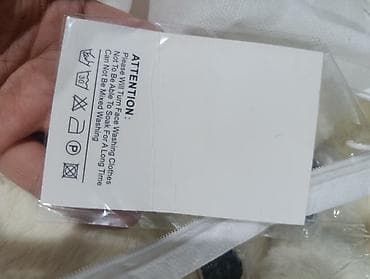 ATTENTION:
Please Will Turn Face Washing Clothes
Not To Be Able To Soak For A Long Time
Can Not Be Mixed Washing
30
P